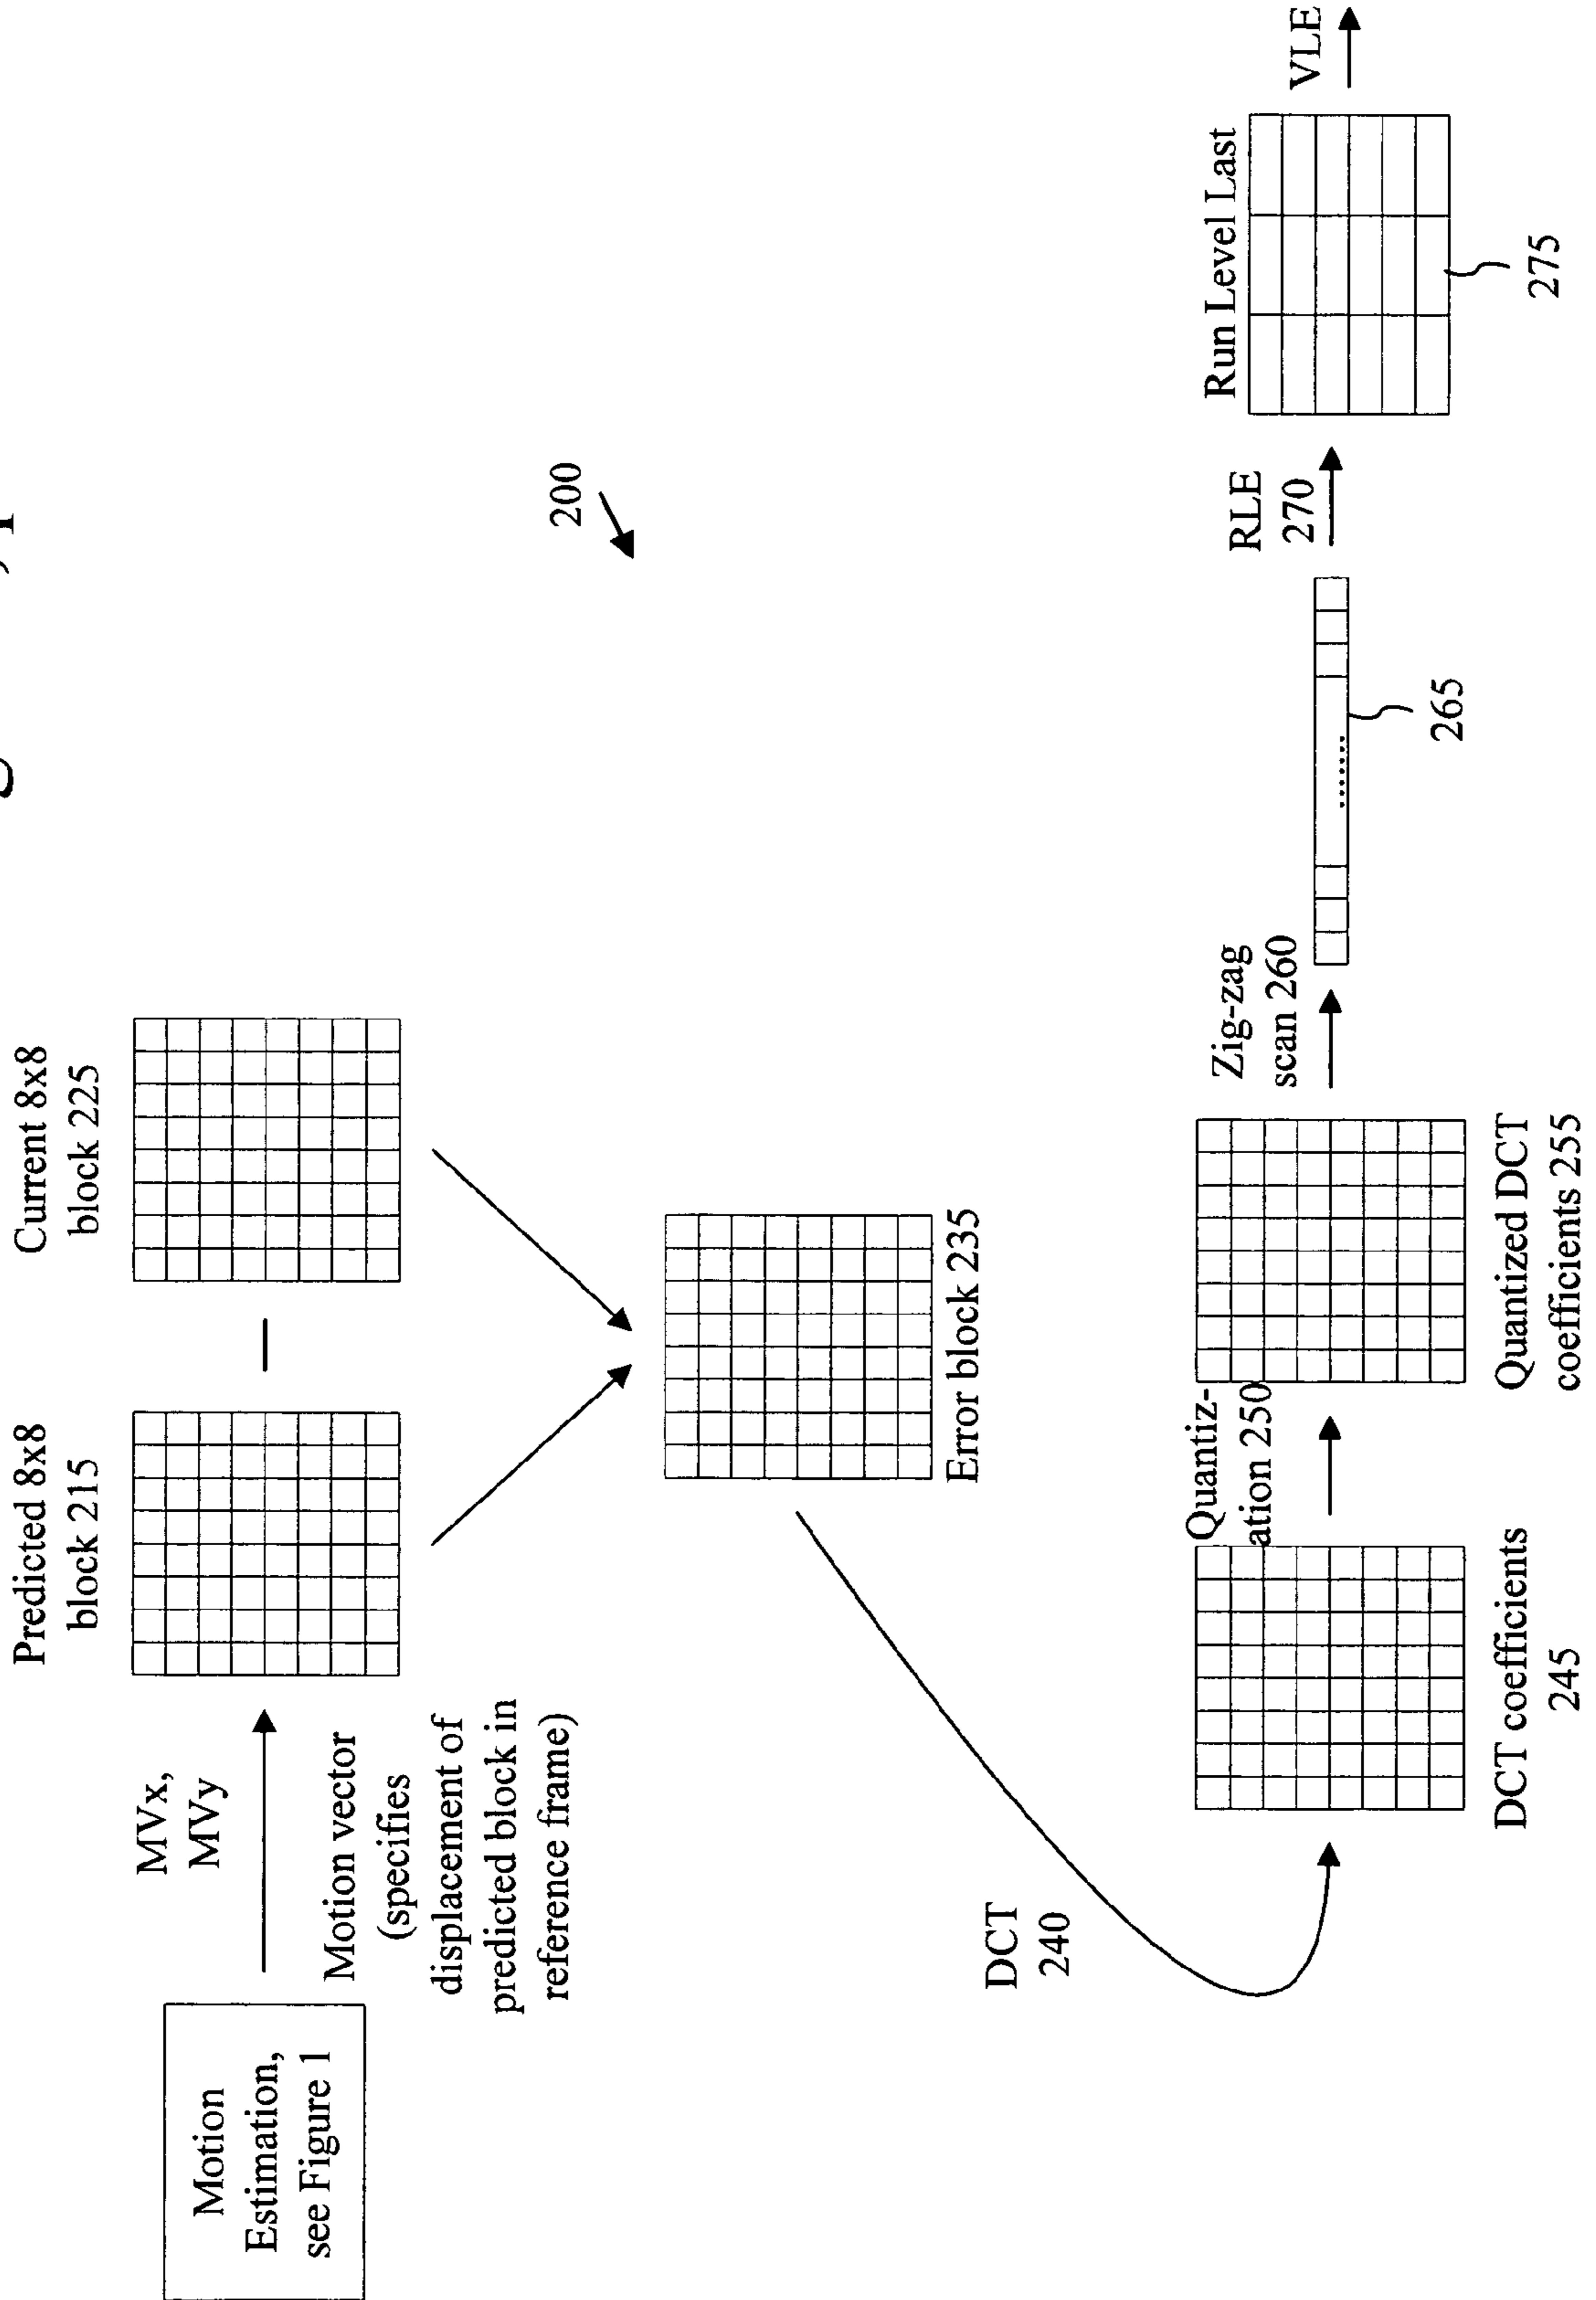 Motion
Estimation,
see Figure 1
MVx,
MVy
Motion vector
(specifies
displacement of
predicted block in
reference frame)
Predicted 8x8
block 215
Current 8x8
block 225
200
Error block 235
DCT
240
DCT coefficients
245
Quantiz-
ation 250
Quantized DCT
coefficients 255
Zig-zag
scan 260
.......
265
RLE
270
Run Level Last
275
VLE